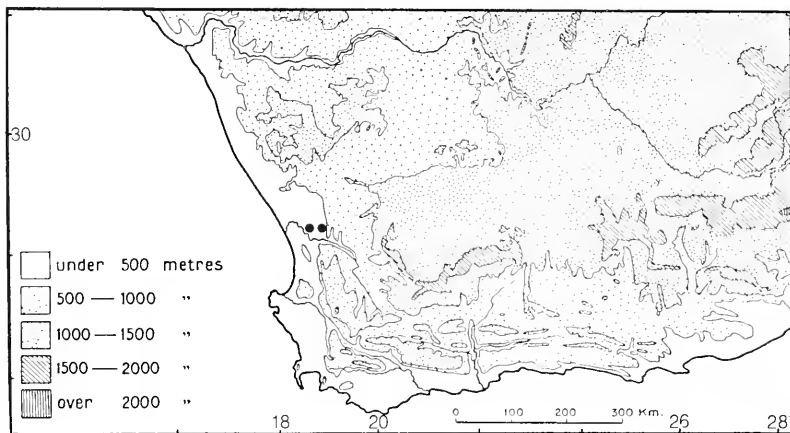 30
under 500 metres
500 — 1000 "
1000 — 1500 "
1500 — 2000 "
over 2000 "
0 100 200 300 Km.
18 20 26 28